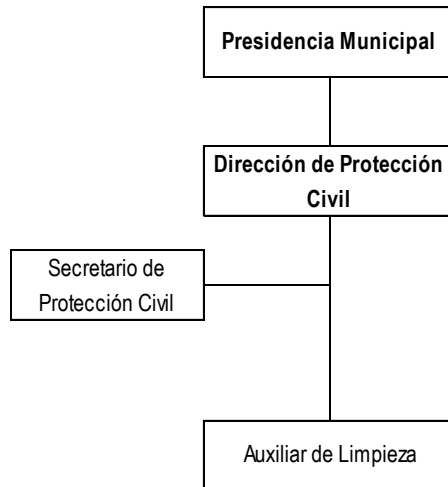 Presidencia Municipal
Dirección de Protección
Civil
Secretario de
Protección Civil
Auxiliar de Limpieza